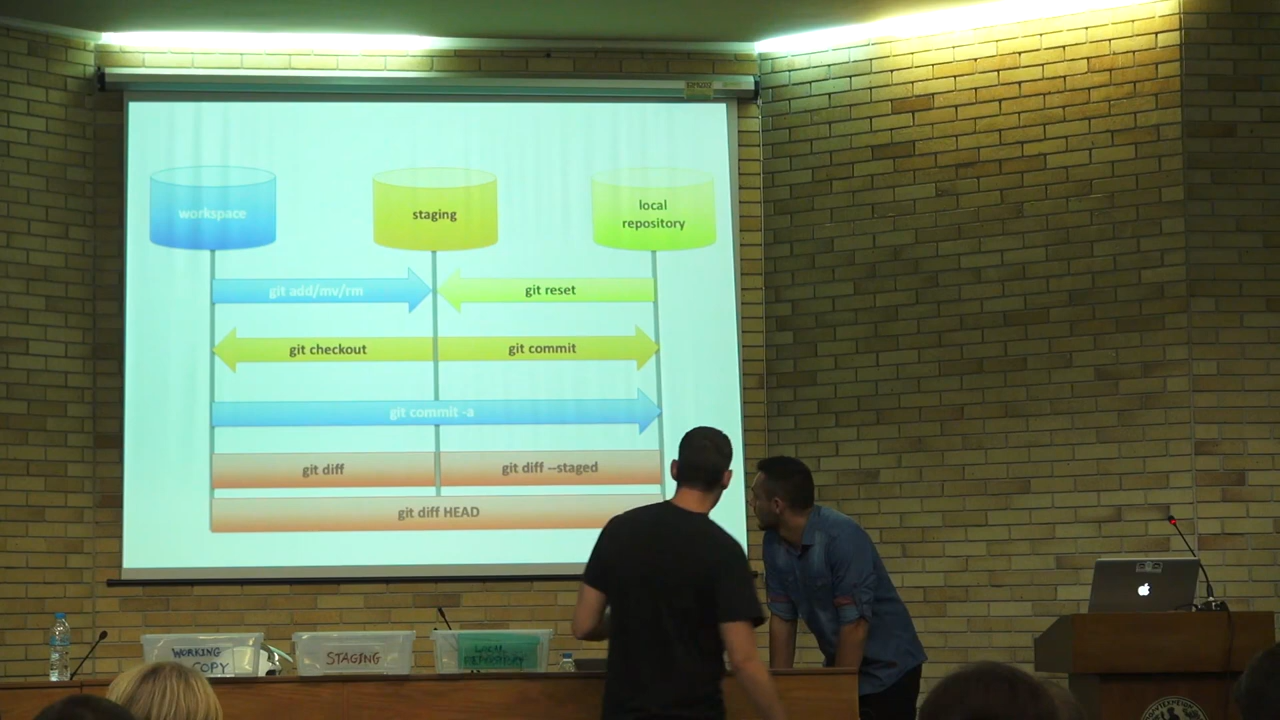 workspace
staging
local
repository
git add/mv/rm
git reset
git checkout
git commit
git commit -a
git diff
git diff --staged
git diff HEAD
WORKING
COPY
STAGING
LOCAL
REPOSITORY